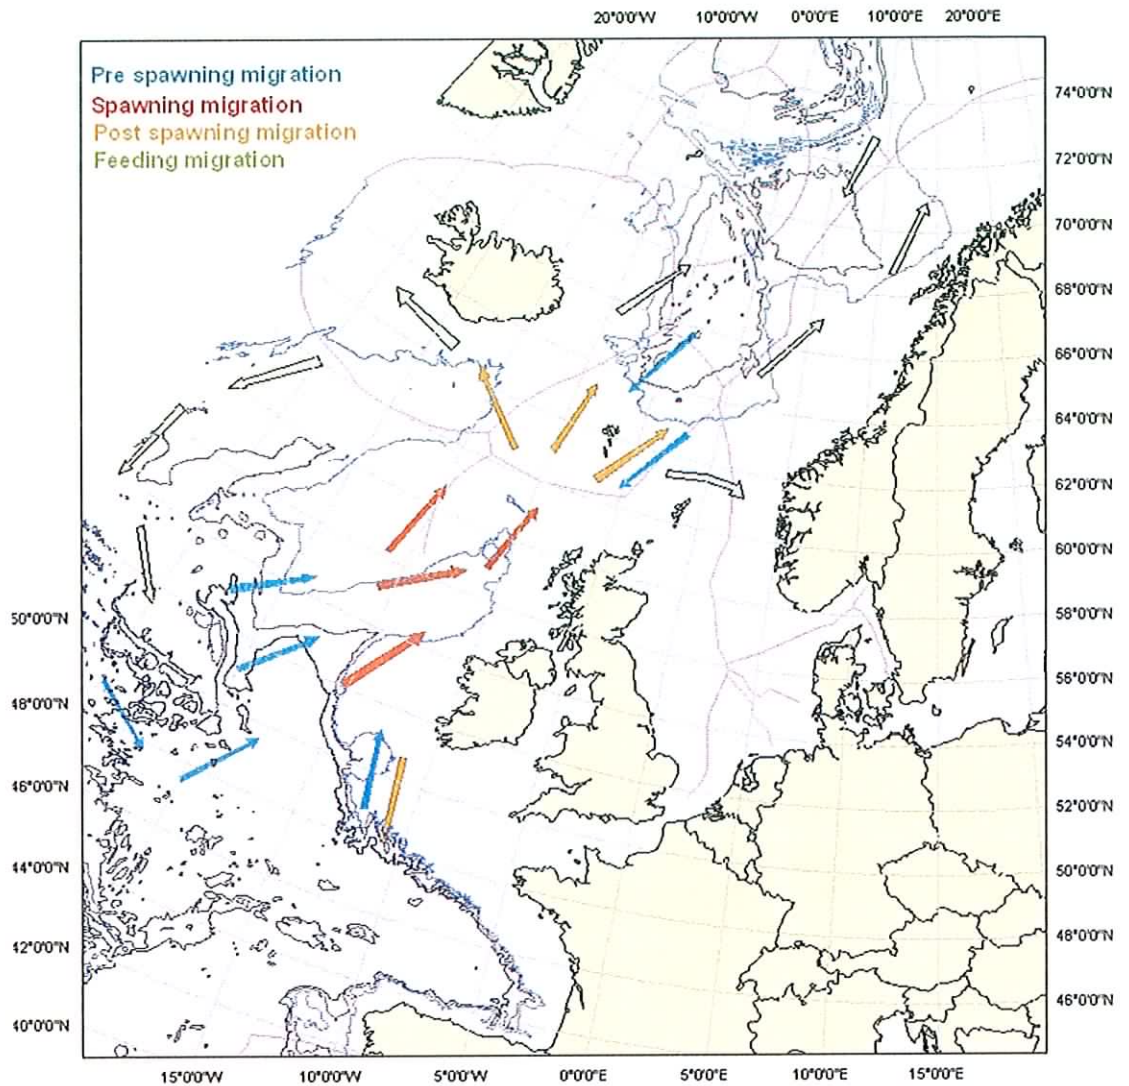 20°0'0"W 10°0'0"W 0°0'0"E 10°0'0"E 20°0'0"E
Pre spawning migration
Spawning migration
Post spawning migration
Feeding migration
74°0'0"N
72°0'0"N
70°0'0"N
68°0'0"N
66°0'0"N
64°0'0"N
62°0'0"N
60°0'0"N
58°0'0"N
56°0'0"N
54°0'0"N
52°0'0"N
50°0'0"N
48°0'0"N
46°0'0"N
50°0'0"N
48°0'0"N
46°0'0"N
44°0'0"N
42°0'0"N
40°0'0"N
15°0'0"W 10°0'0"W 5°0'0"W 0°0'0"E 5°0'0"E 10°0'0"E 15°0'0"E